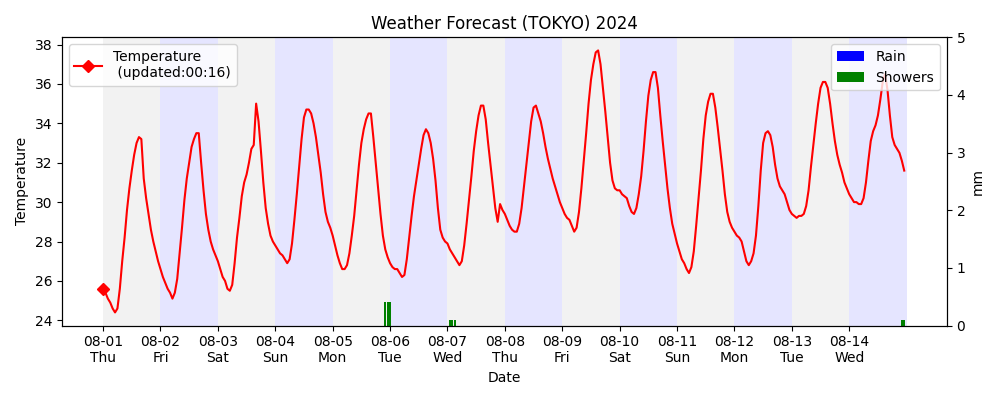 Weather Forecast (TOKYO) 2024
Temperature
(updated:00:16)
Rain
Showers
38
36
34
32
30
28
26
24
Temperature
5
4
3
2
1
0
mm
08-01 08-02 08-03 08-04 08-05 08-06 08-07 08-08 08-09 08-10 08-11 08-12 08-13 08-14
Thu Fri Sat Sun Mon Tue Wed Thu Fri Sat Sun Mon Tue Wed
Date